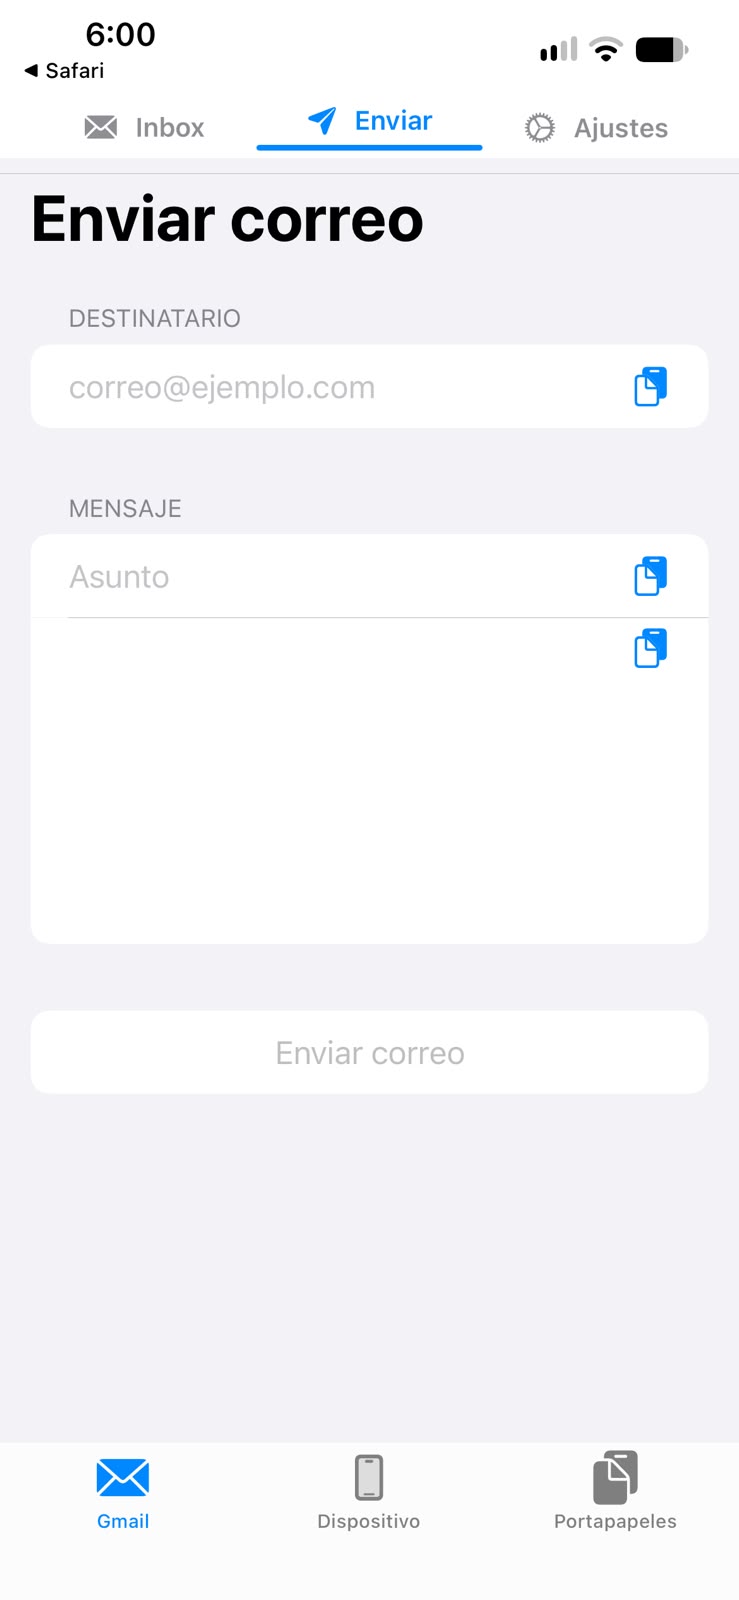 6:00
◀ Safari
Inbox
Enviar
Ajustes
Enviar correo
DESTINATARIO
correo@ejemplo.com
MENSAJE
Asunto
Enviar correo
Gmail
Dispositivo
Portapapeles